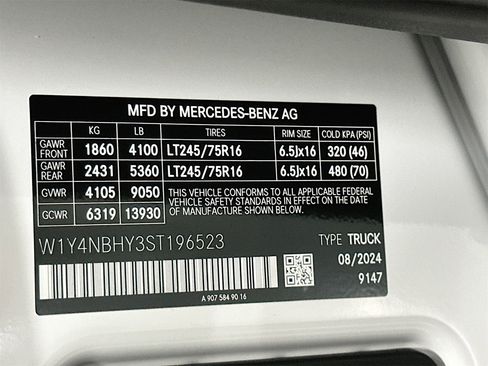 MFD BY MERCEDES-BENZ AG
KG LB TIRES RIM SIZE COLD KPA (PSI)
GAWR FRONT 1860 4100 LT245/75R16 6.5Jx16 320 (46)
GAWR REAR 2431 5360 LT245/75R16 6.5Jx16 480 (70)
GVWR 4105 9050 THIS VEHICLE CONFORMS TO ALL APPLICABLE FEDERAL
VEHICLE SAFETY STANDARDS IN EFFECT ON THE DATE
GCWR 6319 13930 OF MANUFACTURE SHOWN ABOVE.
W1Y4NBHY3ST196523 TYPE TRUCK
08/2024
9147
A 907 584 90 16